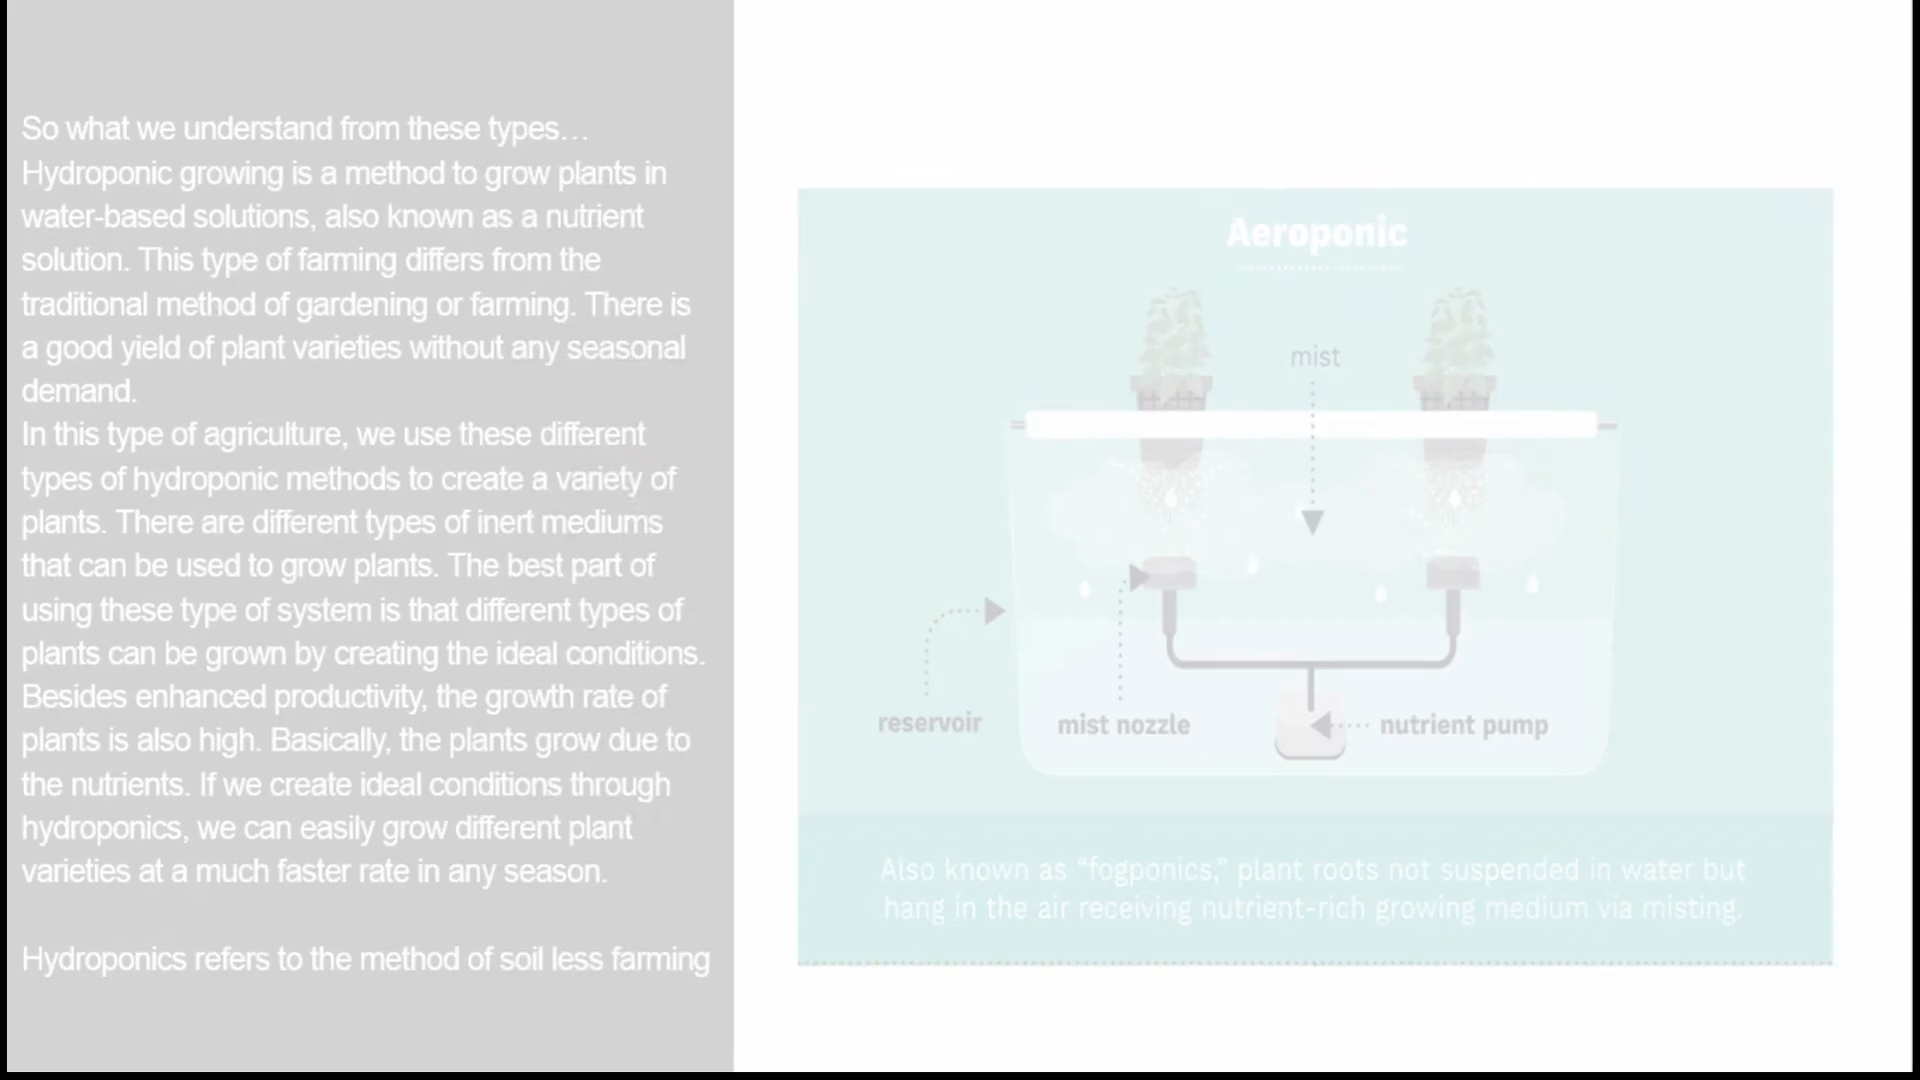 So what we understand from these types…
Hydroponic growing is a method to grow plants in
water-based solutions, also known as a nutrient
solution. This type of farming differs from the
traditional method of gardening or farming. There is
a good yield of plant varieties without any seasonal
demand.
In this type of agriculture, we use these different
types of hydroponic methods to create a variety of
plants. There are different types of inert mediums
that can be used to grow plants. The best part of
using these type of system is that different types of
plants can be grown by creating the ideal conditions.
Besides enhanced productivity, the growth rate of
plants is also high. Basically, the plants grow due to
the nutrients. If we create ideal conditions through
hydroponics, we can easily grow different plant
varieties at a much faster rate in any season.
Hydroponics refers to the method of soil less farming
Aeroponic
mist
reservoir
mist nozzle
nutrient pump
Also known as “fogponics,” plant roots not suspended in water but
hang in the air receiving nutrient-rich growing medium via misting.